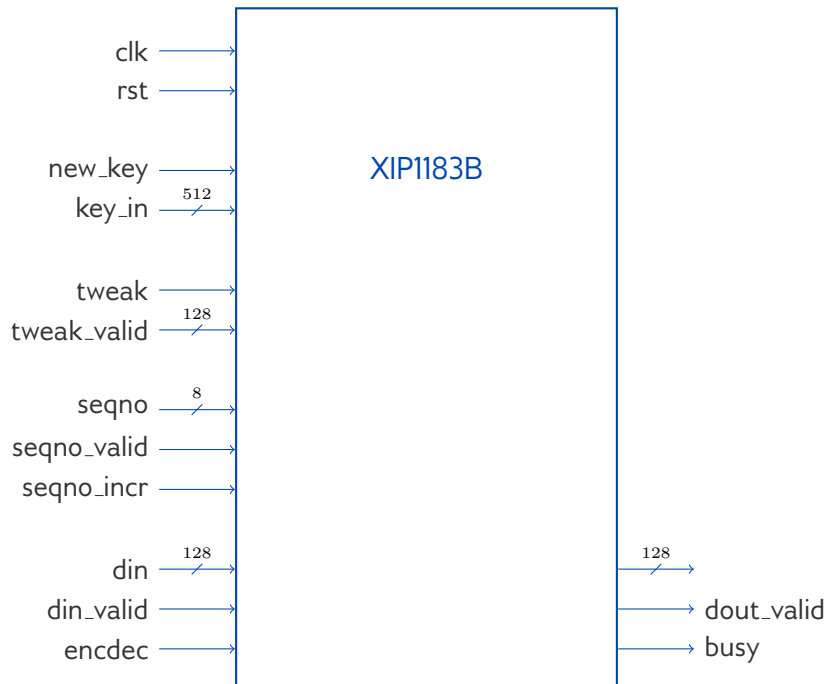 clk
rst
new_key
XIP1183B
512
key_in
tweak
128
tweak_valid
8
seqno
seqno_valid
seqno_incr
128
din
128
din_valid
dout_valid
encdec
busy